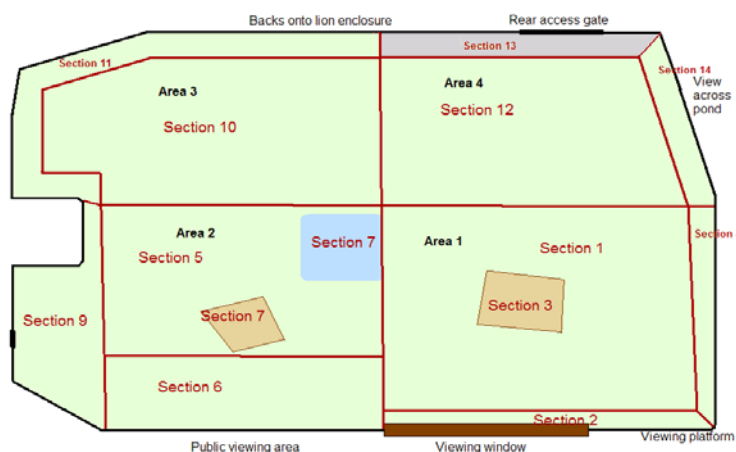 Backs onto lion enclosure
Rear access gate
Section 13
Section 11
Section 14
View
across
pond
Area 3
Area 4
Section 10
Section 12
Area 2
Area 1
Section 7
Section
Section 5
Section 1
Section 3
Section 7
Section 9
Section 6
Section 2
Public viewing area
Viewing window
Viewing platform